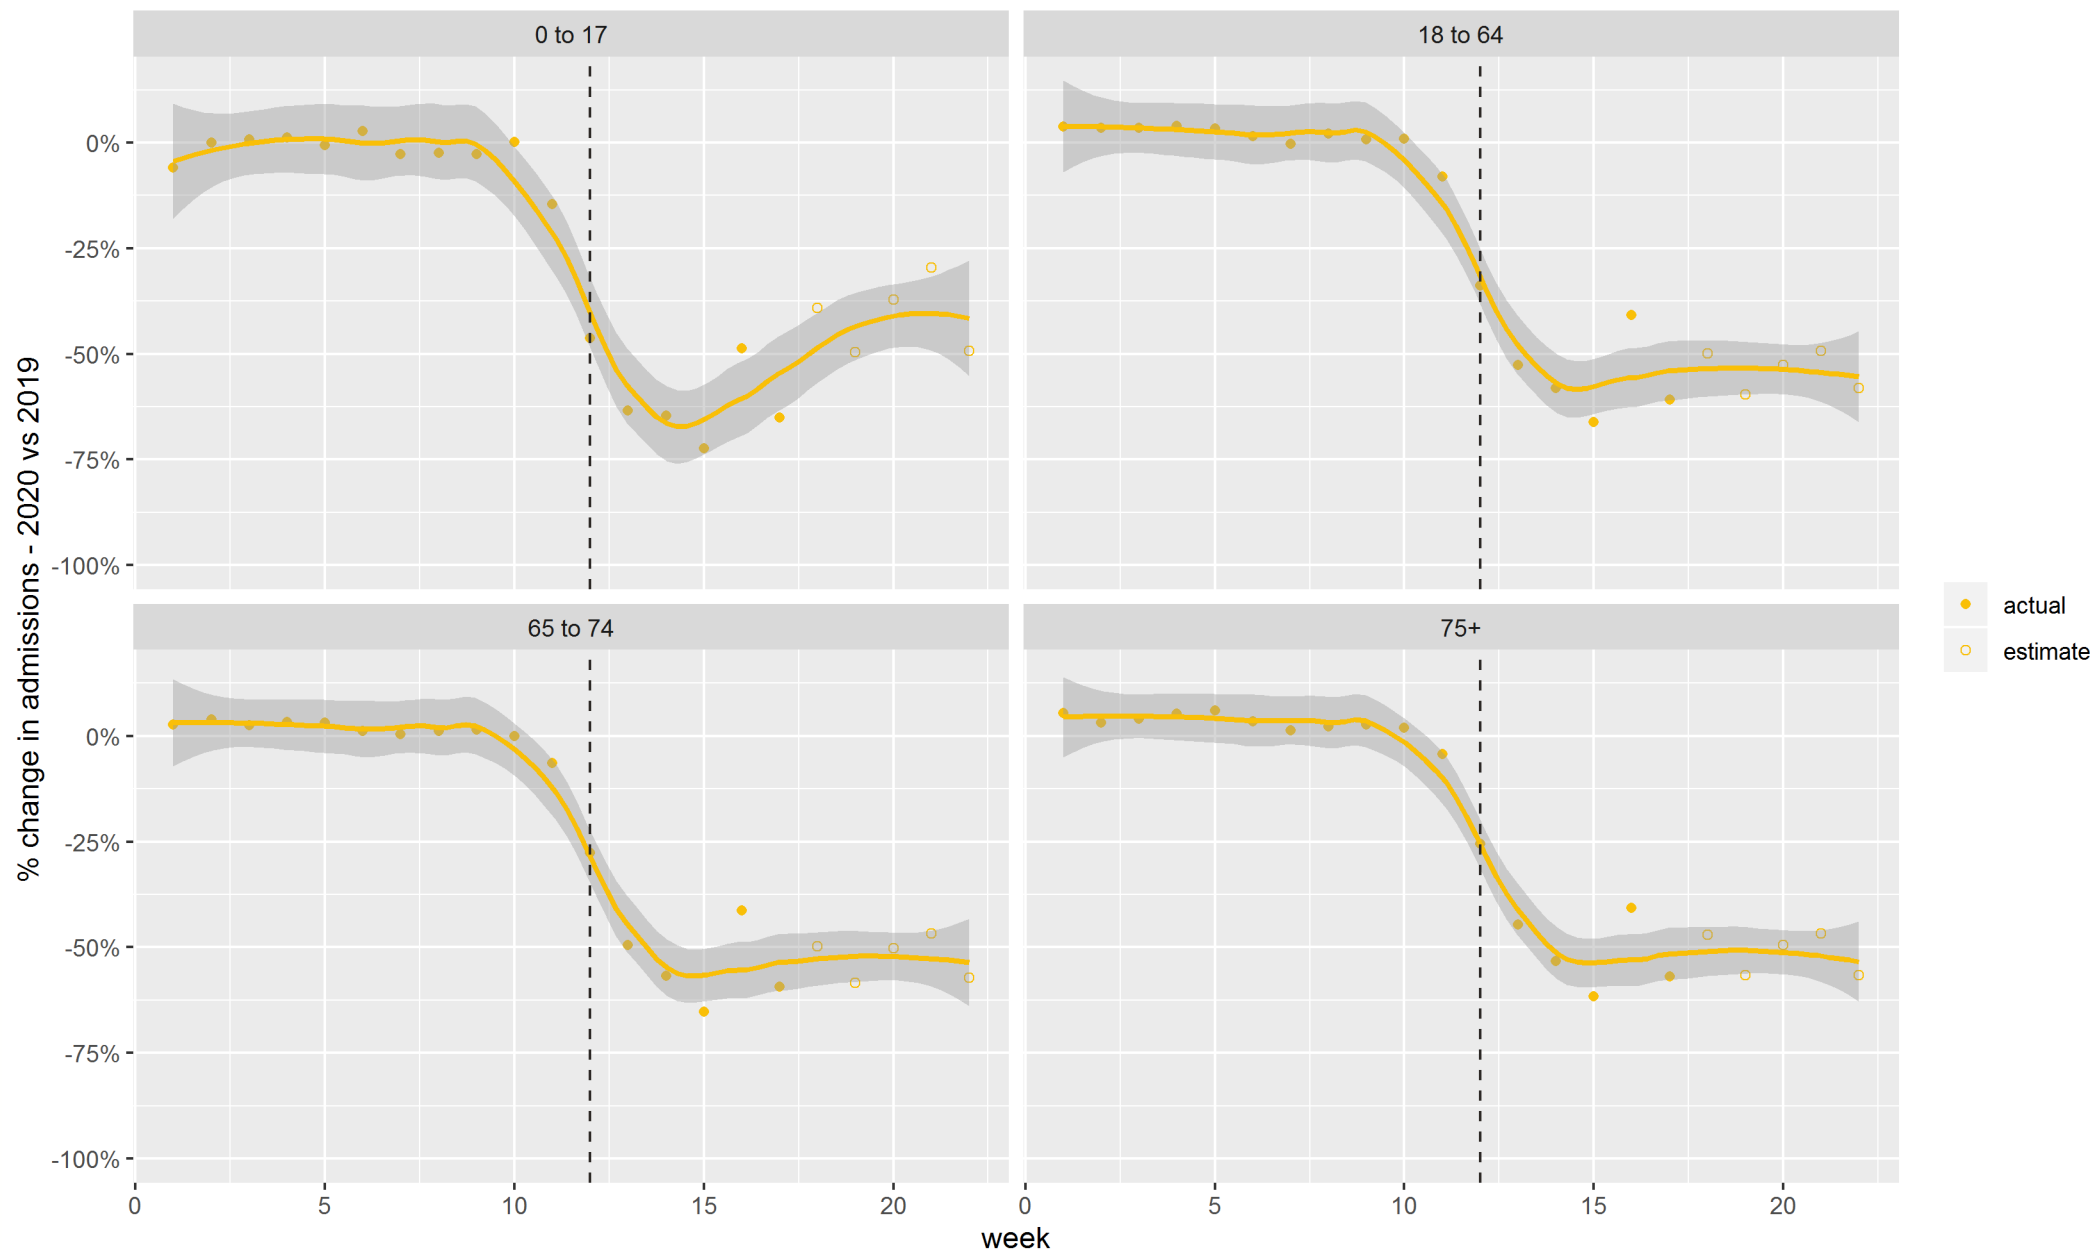 0 to 17
18 to 64
0%
-25%
-50%
-75%
-100%
65 to 74
75+
0%
-25%
-50%
-75%
-100%
0 5 10 15 20
0 5 10 15 20
week
% change in admissions - 2020 vs 2019
actual
estimate